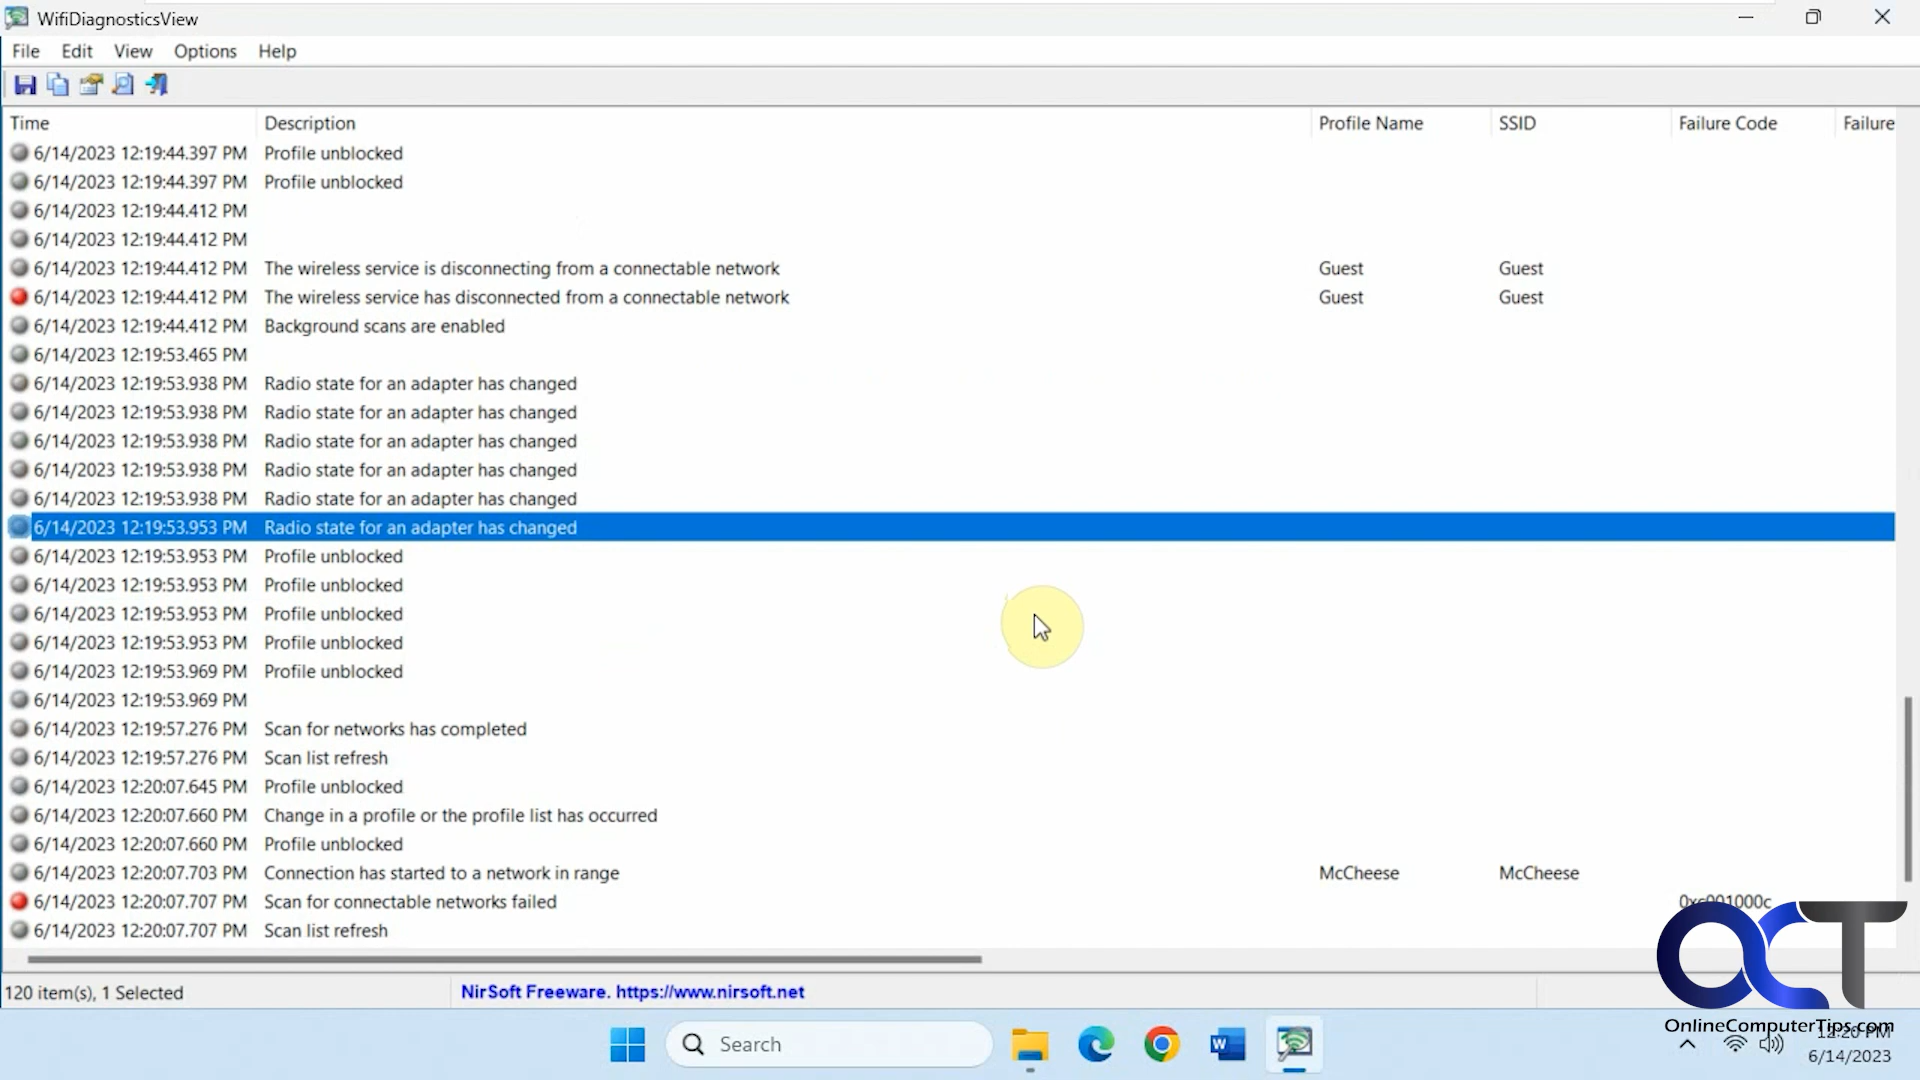 WifiDiagnosticsView
File Edit View Options Help
Time Description Profile Name SSID Failure Code Failure
6/14/2023 12:19:44.397 PM Profile unblocked
6/14/2023 12:19:44.397 PM Profile unblocked
6/14/2023 12:19:44.412 PM
6/14/2023 12:19:44.412 PM
6/14/2023 12:19:44.412 PM The wireless service is disconnecting from a connectable network Guest Guest
6/14/2023 12:19:44.412 PM The wireless service has disconnected from a connectable network Guest Guest
6/14/2023 12:19:44.412 PM Background scans are enabled
6/14/2023 12:19:53.465 PM
6/14/2023 12:19:53.938 PM Radio state for an adapter has changed
6/14/2023 12:19:53.938 PM Radio state for an adapter has changed
6/14/2023 12:19:53.938 PM Radio state for an adapter has changed
6/14/2023 12:19:53.938 PM Radio state for an adapter has changed
6/14/2023 12:19:53.938 PM Radio state for an adapter has changed
6/14/2023 12:19:53.953 PM Radio state for an adapter has changed
6/14/2023 12:19:53.953 PM Profile unblocked
6/14/2023 12:19:53.953 PM Profile unblocked
6/14/2023 12:19:53.953 PM Profile unblocked
6/14/2023 12:19:53.953 PM Profile unblocked
6/14/2023 12:19:53.969 PM Profile unblocked
6/14/2023 12:19:53.969 PM
6/14/2023 12:19:57.276 PM Scan for networks has completed
6/14/2023 12:19:57.276 PM Scan list refresh
6/14/2023 12:20:07.645 PM Profile unblocked
6/14/2023 12:20:07.660 PM Change in a profile or the profile list has occurred
6/14/2023 12:20:07.660 PM Profile unblocked
6/14/2023 12:20:07.703 PM Connection has started to a network in range McCheese McCheese
6/14/2023 12:20:07.707 PM Scan for connectable networks failed 0xc001000c
6/14/2023 12:20:07.707 PM Scan list refresh
120 item(s), 1 Selected NirSoft Freeware. https://www.nirsoft.net
OCT
OnlineComputerTips.com
Search
12:20 PM
6/14/2023